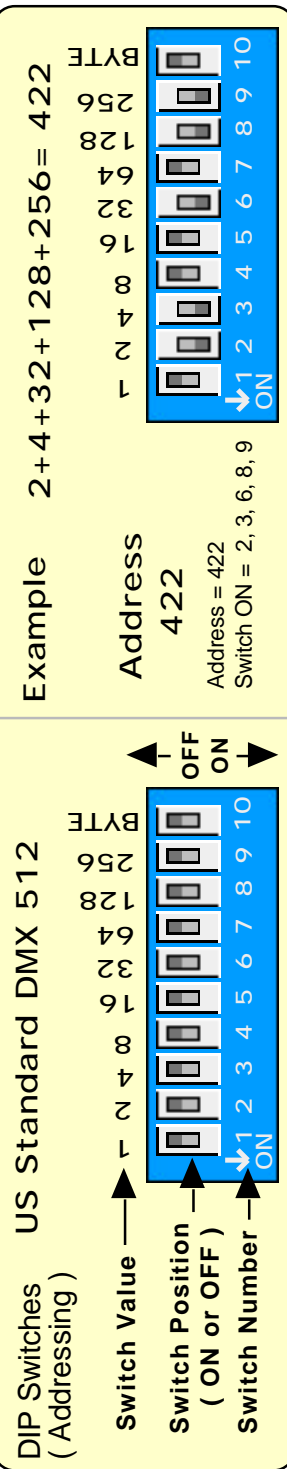 DIP Switches
( Addressing )
US Standard DMX 512
Switch Value
1 2 4 8 16 32 64 128 256 BYTE
Switch Position
( ON or OFF )
OFF
ON
Switch Number
1 2 3 4 5 6 7 8 9 10
ON
Example 2+4+32+128+256= 422
Address
422
1 2 4 8 16 32 64 128 256 BYTE
1 2 3 4 5 6 7 8 9 10
ON
Address = 422
Switch ON = 2, 3, 6, 8, 9